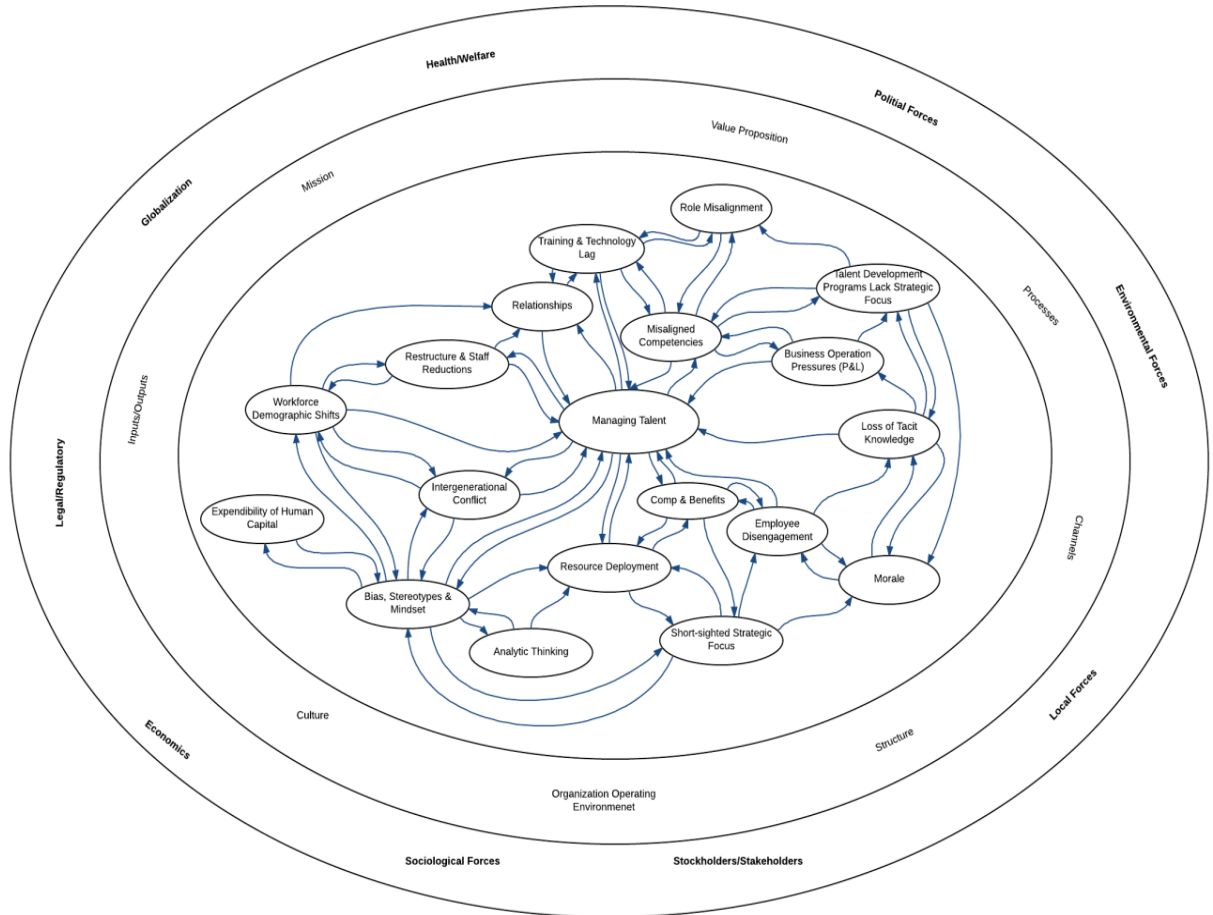 Health/Welfare
Politial Forces
Value Proposition
Mission
Globalization
Role Misalignment
Training & Technology
Lag
Talent Development
Programs Lack Strategic
Focus
Relationships
Processes
Environmental Forces
Misaligned
Competencies
Restructure & Staff
Reductions
Business Operation
Pressures (P&L)
Inputs/Outputs
Workforce
Demographic Shifts
Managing Talent
Loss of Tacit
Knowledge
Legal/Regulatory
Intergenerational
Conflict
Comp & Benefits
Expendibility of Human
Capital
Employee
Disengagement
Channels
Resource Deployment
Morale
Bias, Stereotypes &
Mindset
Short-sighted Strategic
Focus
Analytic Thinking
Local Forces
Culture
Economics
Structure
Organization Operating
Environmenet
Sociological Forces
Stockholders/Stakeholders